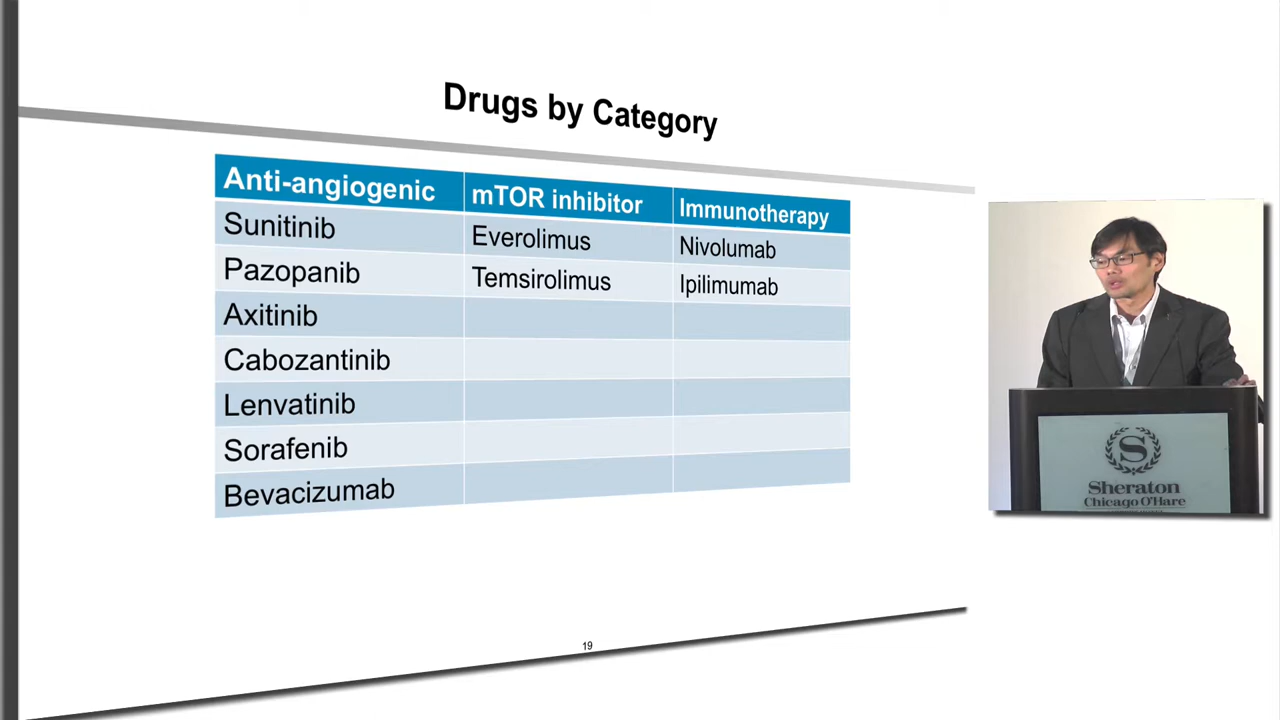 Drugs by Category
Anti-angiogenic mTOR inhibitor Immunotherapy
Sunitinib Everolimus Nivolumab
Pazopanib Temsirolimus Ipilimumab
Axitinib
Cabozantinib
Lenvatinib
Sorafenib
Bevacizumab
19
S
Sheraton
Chicago O'Hare